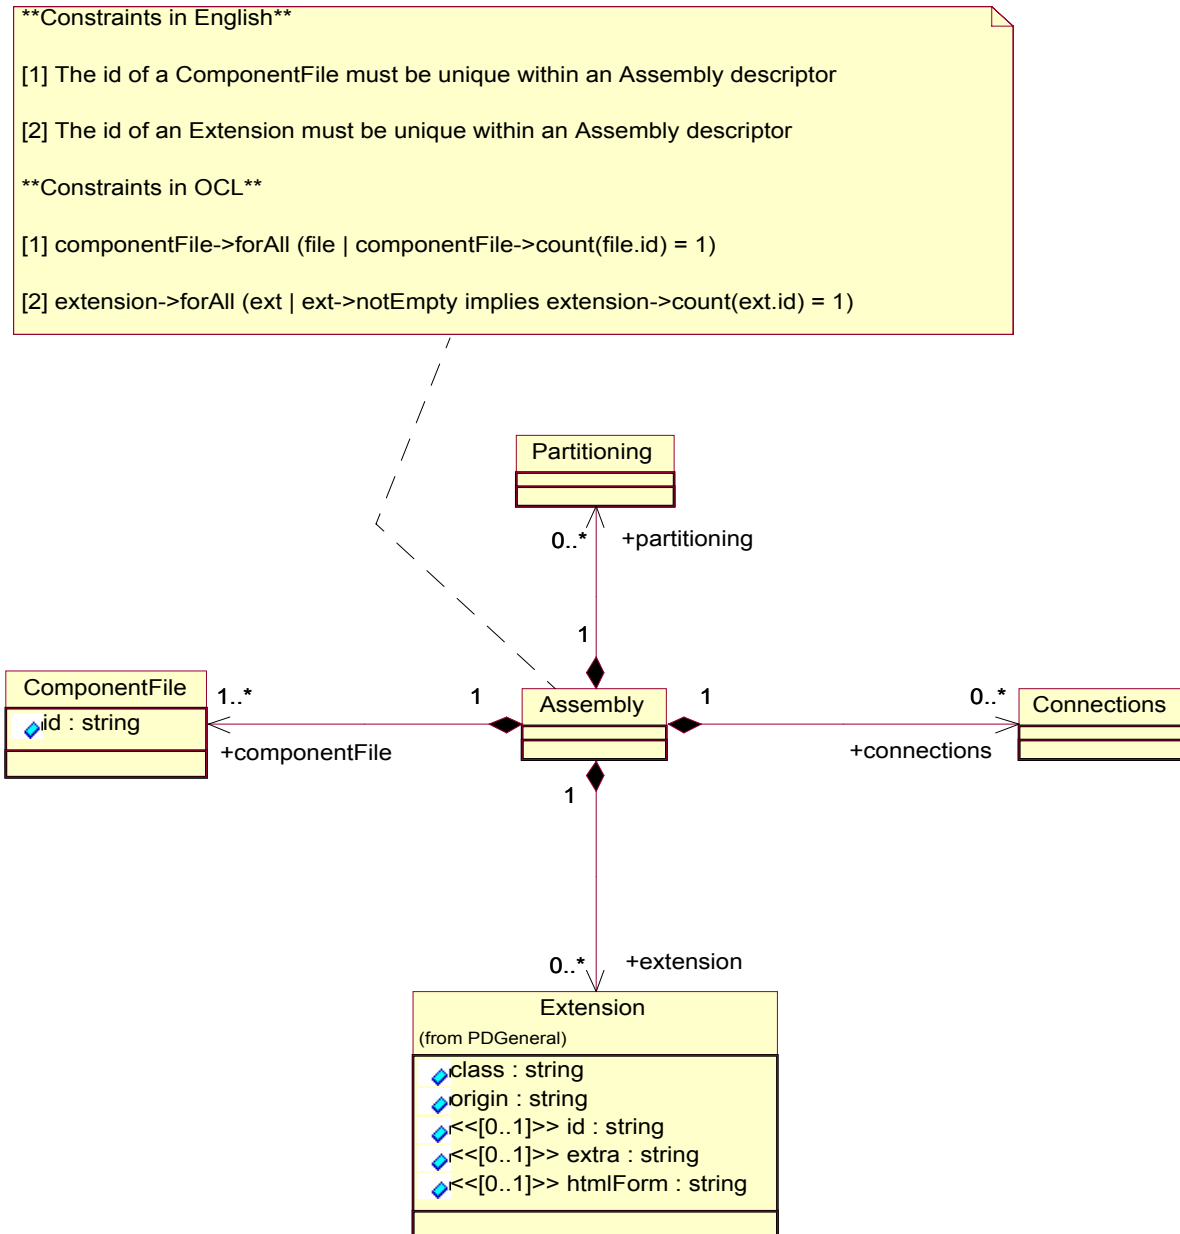 **Constraints in English**
[1] The id of a ComponentFile must be unique within an Assembly descriptor
[2] The id of an Extension must be unique within an Assembly descriptor
**Constraints in OCL**
[1] componentFile->forAll (file | componentFile->count(file.id) = 1)
[2] extension->forAll (ext | ext->notEmpty implies extension->count(ext.id) = 1)
Partitioning
0..*
+partitioning
1
ComponentFile
id : string
1..*
+componentFile
1
Assembly
1
0..*
+connections
Connections
1
0..*
+extension
Extension
(from PDGeneral)
class : string
origin : string
<<[0..1]>> id : string
<<[0..1]>> extra : string
<<[0..1]>> htmlForm : string